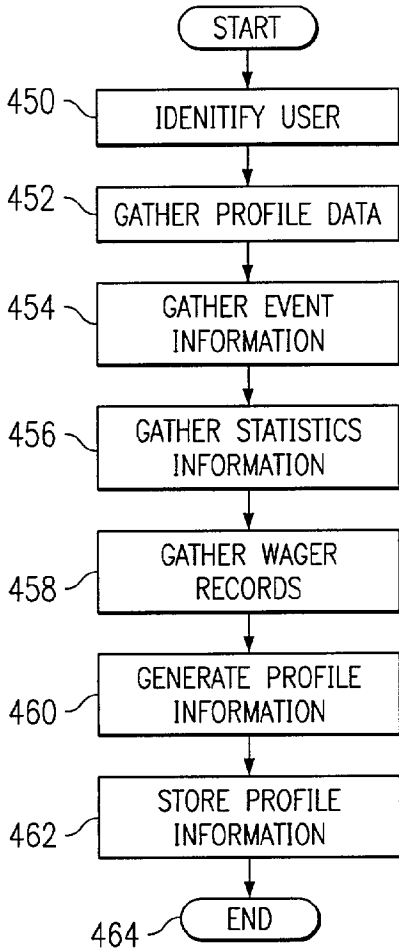 START
450
IDENITIFY USER
452
GATHER PROFILE DATA
454
GATHER EVENT
INFORMATION
456
GATHER STATISTICS
INFORMATION
458
GATHER WAGER
RECORDS
460
GENERATE PROFILE
INFORMATION
462
STORE PROFILE
INFORMATION
464
END